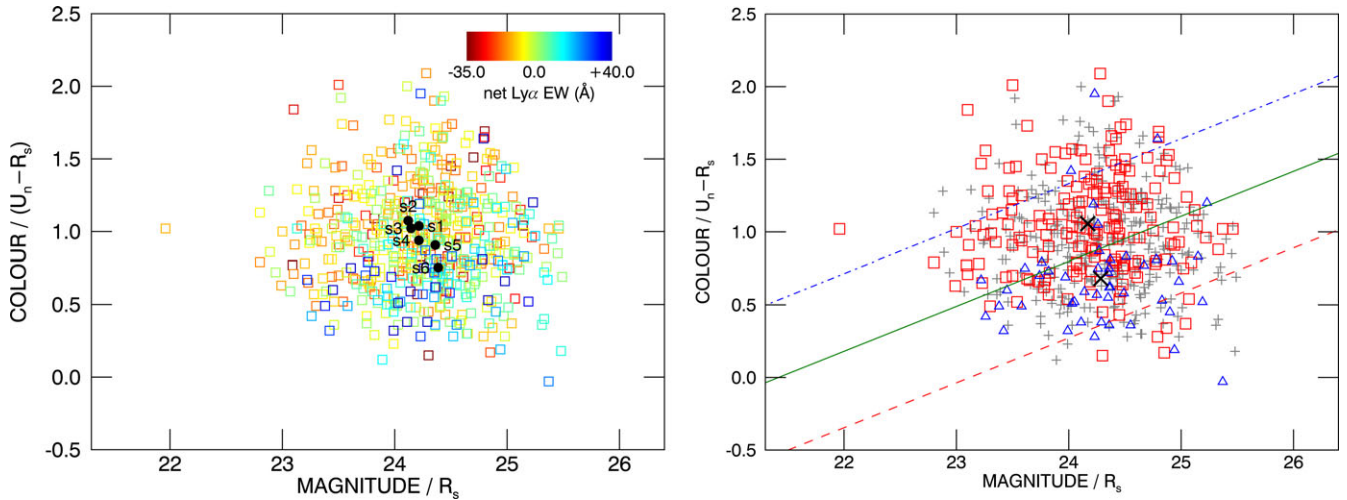 2.5
2.0
1.5
1.0
0.5
0.0
-0.5
COLOUR / (Uₙ−Rₛ)
-35.0 0.0 +40.0
net Lyα EW (Å)
s2
s3 s1
s4 s5
s6
22 23 24 25 26
MAGNITUDE / Rₛ
2.5
2.0
1.5
1.0
0.5
0.0
-0.5
COLOUR / Uₙ−Rₛ
22 23 24 25 26
MAGNITUDE / Rₛ